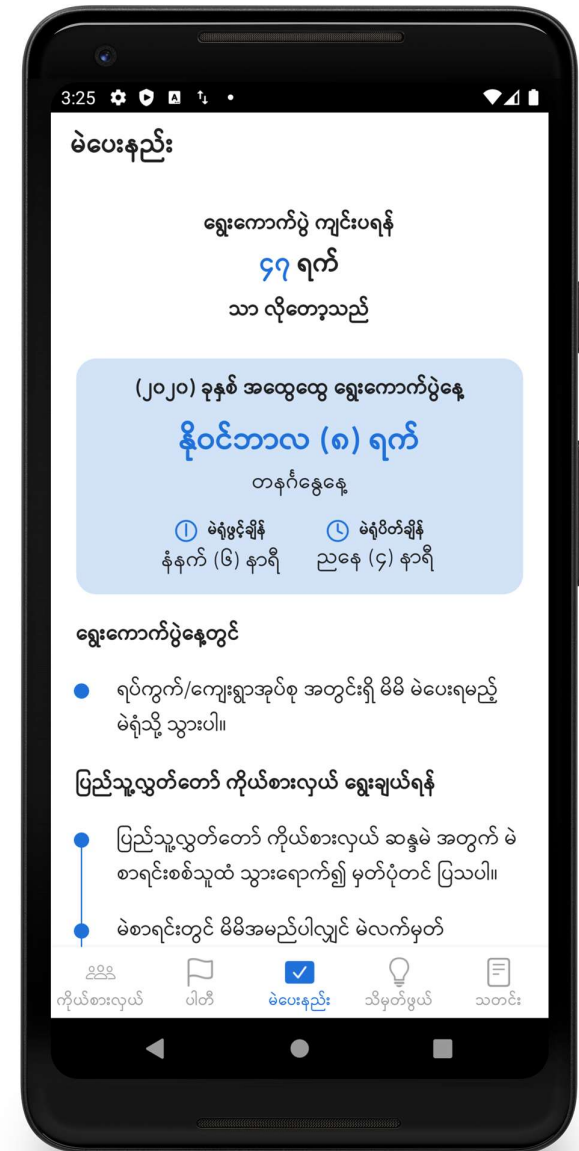 3:25
မဲပေးနည်း
ရွေးကောက်ပွဲ ကျင်းပရန်
၄၇ ရက်
သာ လိုတော့သည်
(၂၀၂၀) ခုနှစ် အထွေထွေ ရွေးကောက်ပွဲနေ့
နိုဝင်ဘာလ (၈) ရက်
တနင်္ဂနွေနေ့
မဲရုံဖွင့်ချိန် မဲရုံပိတ်ချိန်
နံနက် (၆) နာရီ ညနေ (၄) နာရီ
ရွေးကောက်ပွဲနေ့တွင်
ရပ်ကွက်/ကျေးရွာအုပ်စု အတွင်းရှိ မိမိ မဲပေးရမည့်
မဲရုံသို့ သွားပါ။
ပြည်သူ့လွှတ်တော် ကိုယ်စားလှယ် ရွေးချယ်ရန်
ပြည်သူ့လွှတ်တော် ကိုယ်စားလှယ် ဆန္ဒမဲ အတွက် မဲ
စာရင်းစစ်သူထံ သွားရောက်၍ မှတ်ပုံတင် ပြသပါ။
မဲစာရင်းတွင် မိမိအမည်ပါလျှင် မဲလက်မှတ်
ကိုယ်စားလှယ် ပါတီ မဲပေးနည်း သိမှတ်ဖွယ် သတင်း